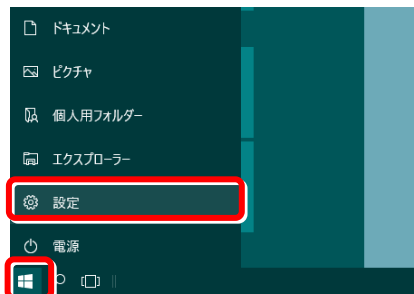 ドキュメント
ピクチャ
個人用フォルダー
エクスプローラー
設定
電源